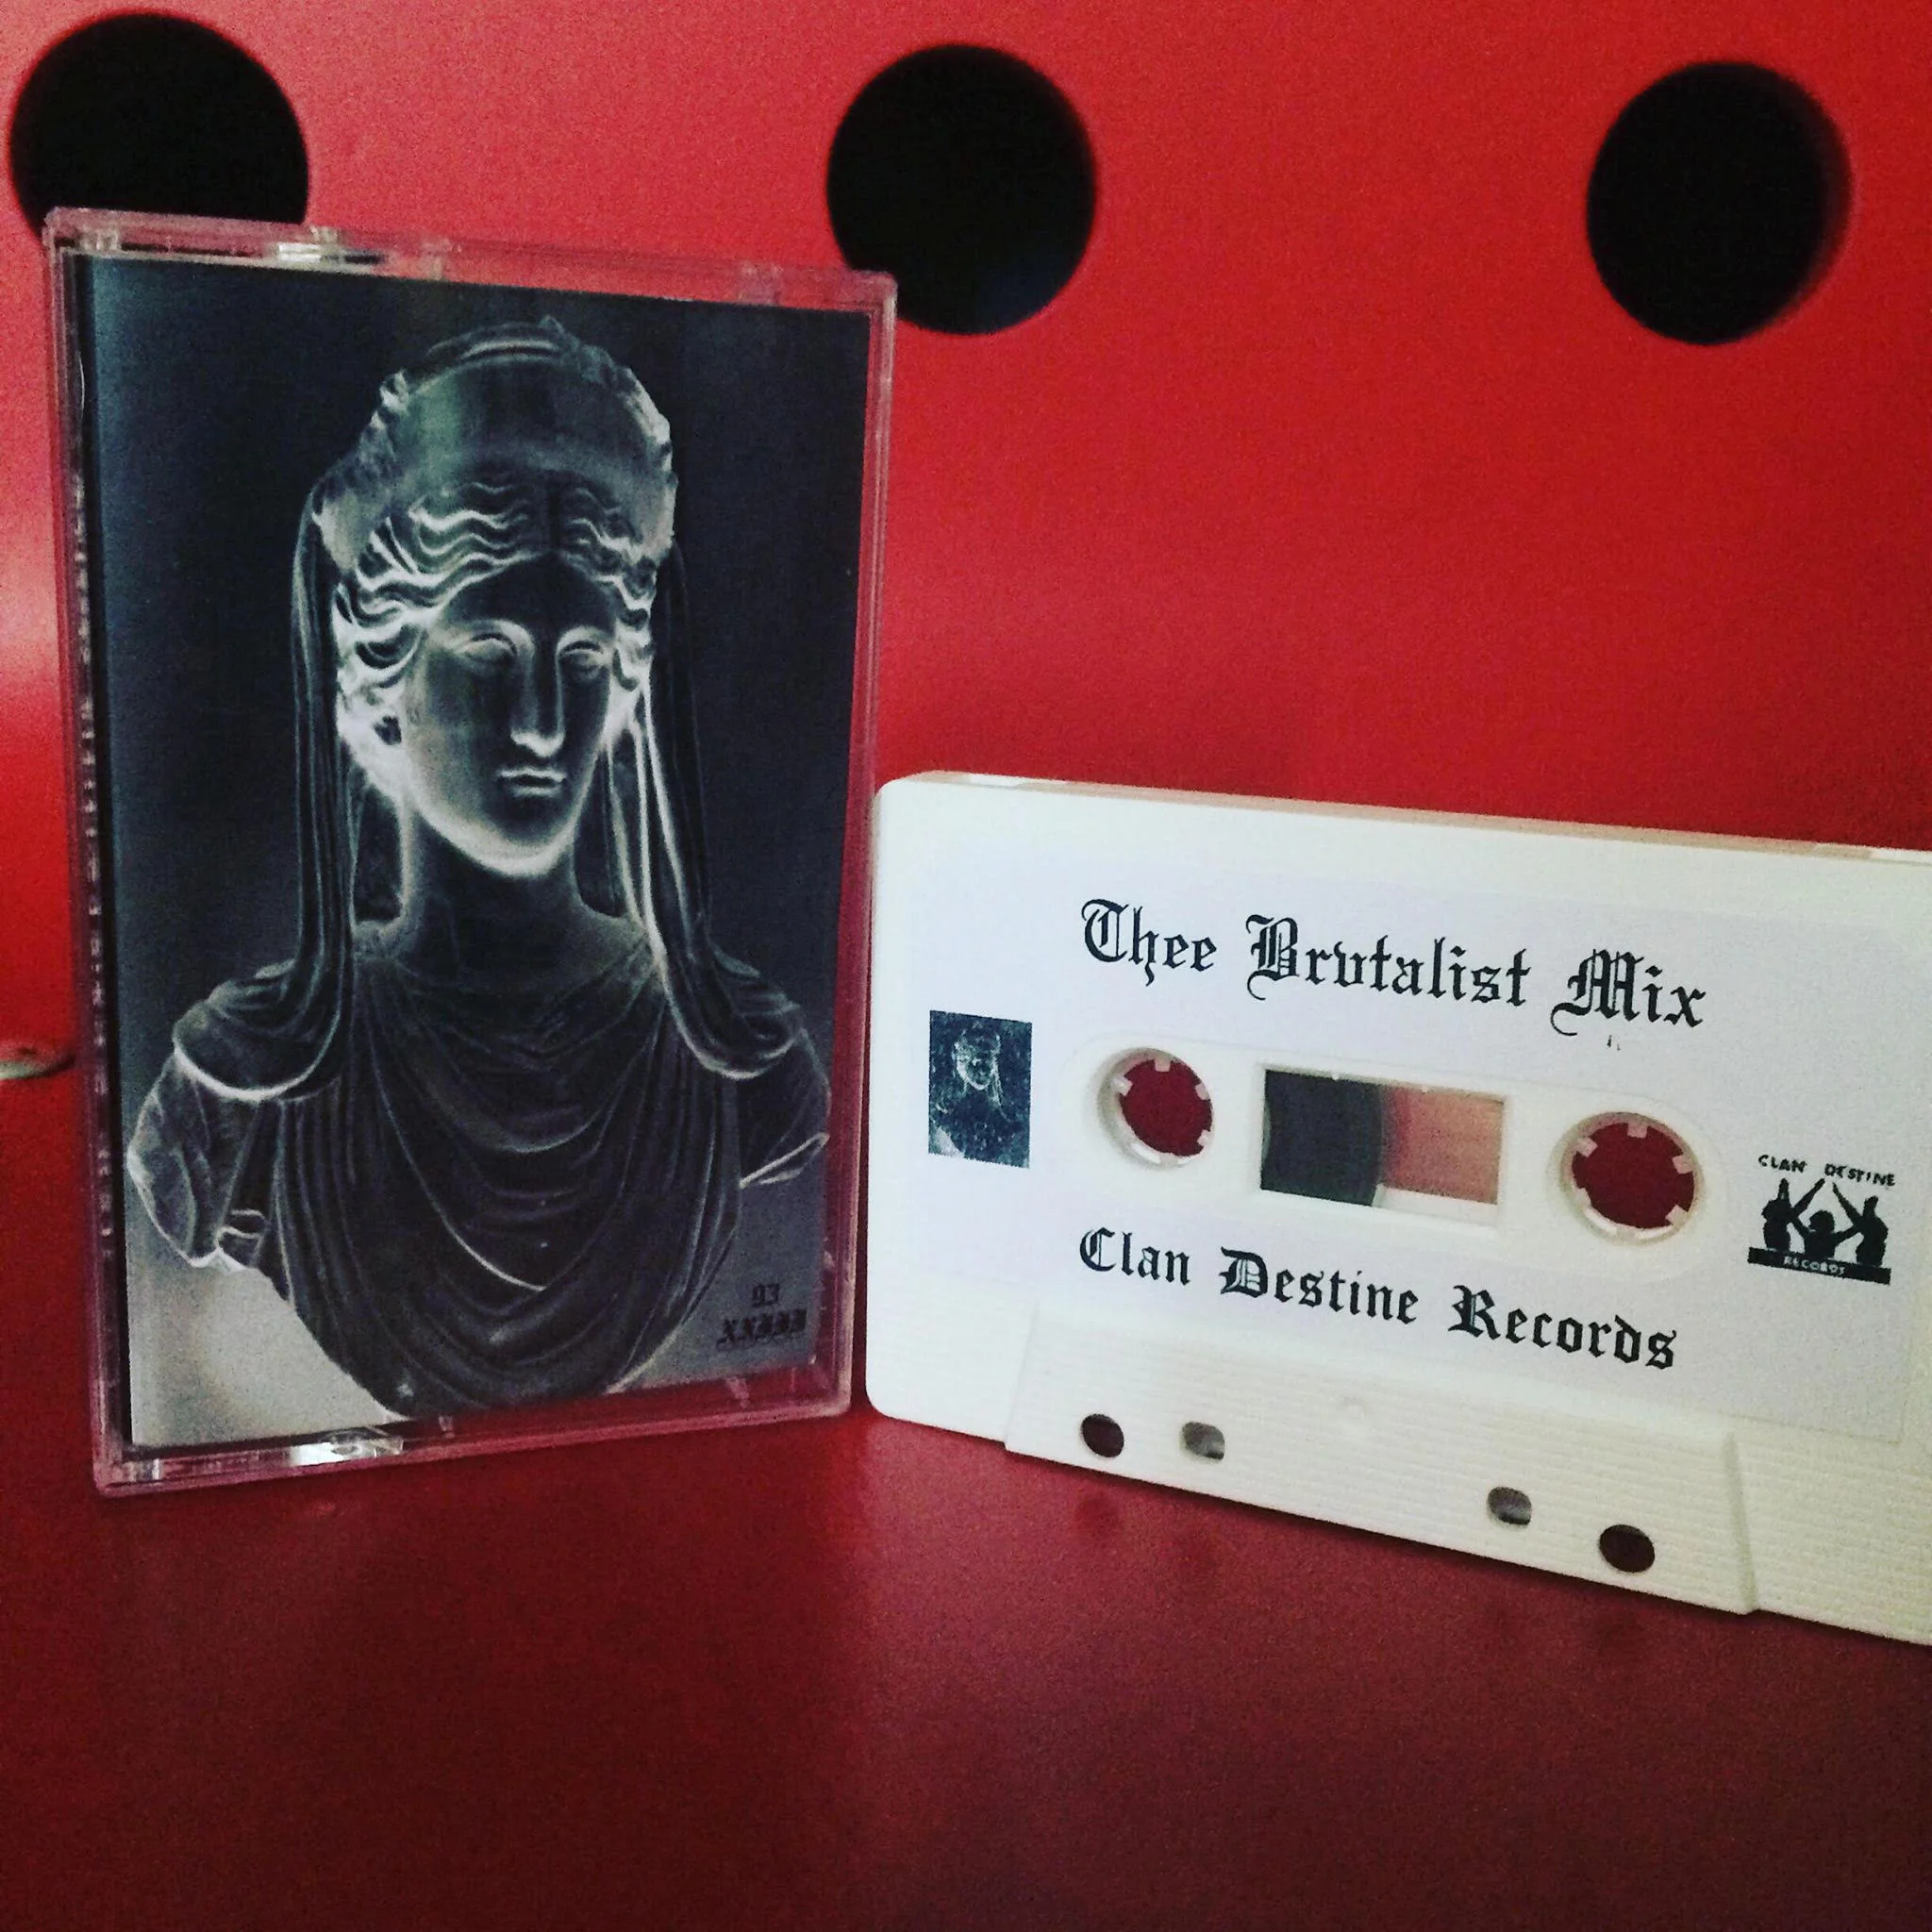 93
XXIII
Thee Brvtalist Mix
CLAN DESTINE
RECORDS
Clan Destine Records